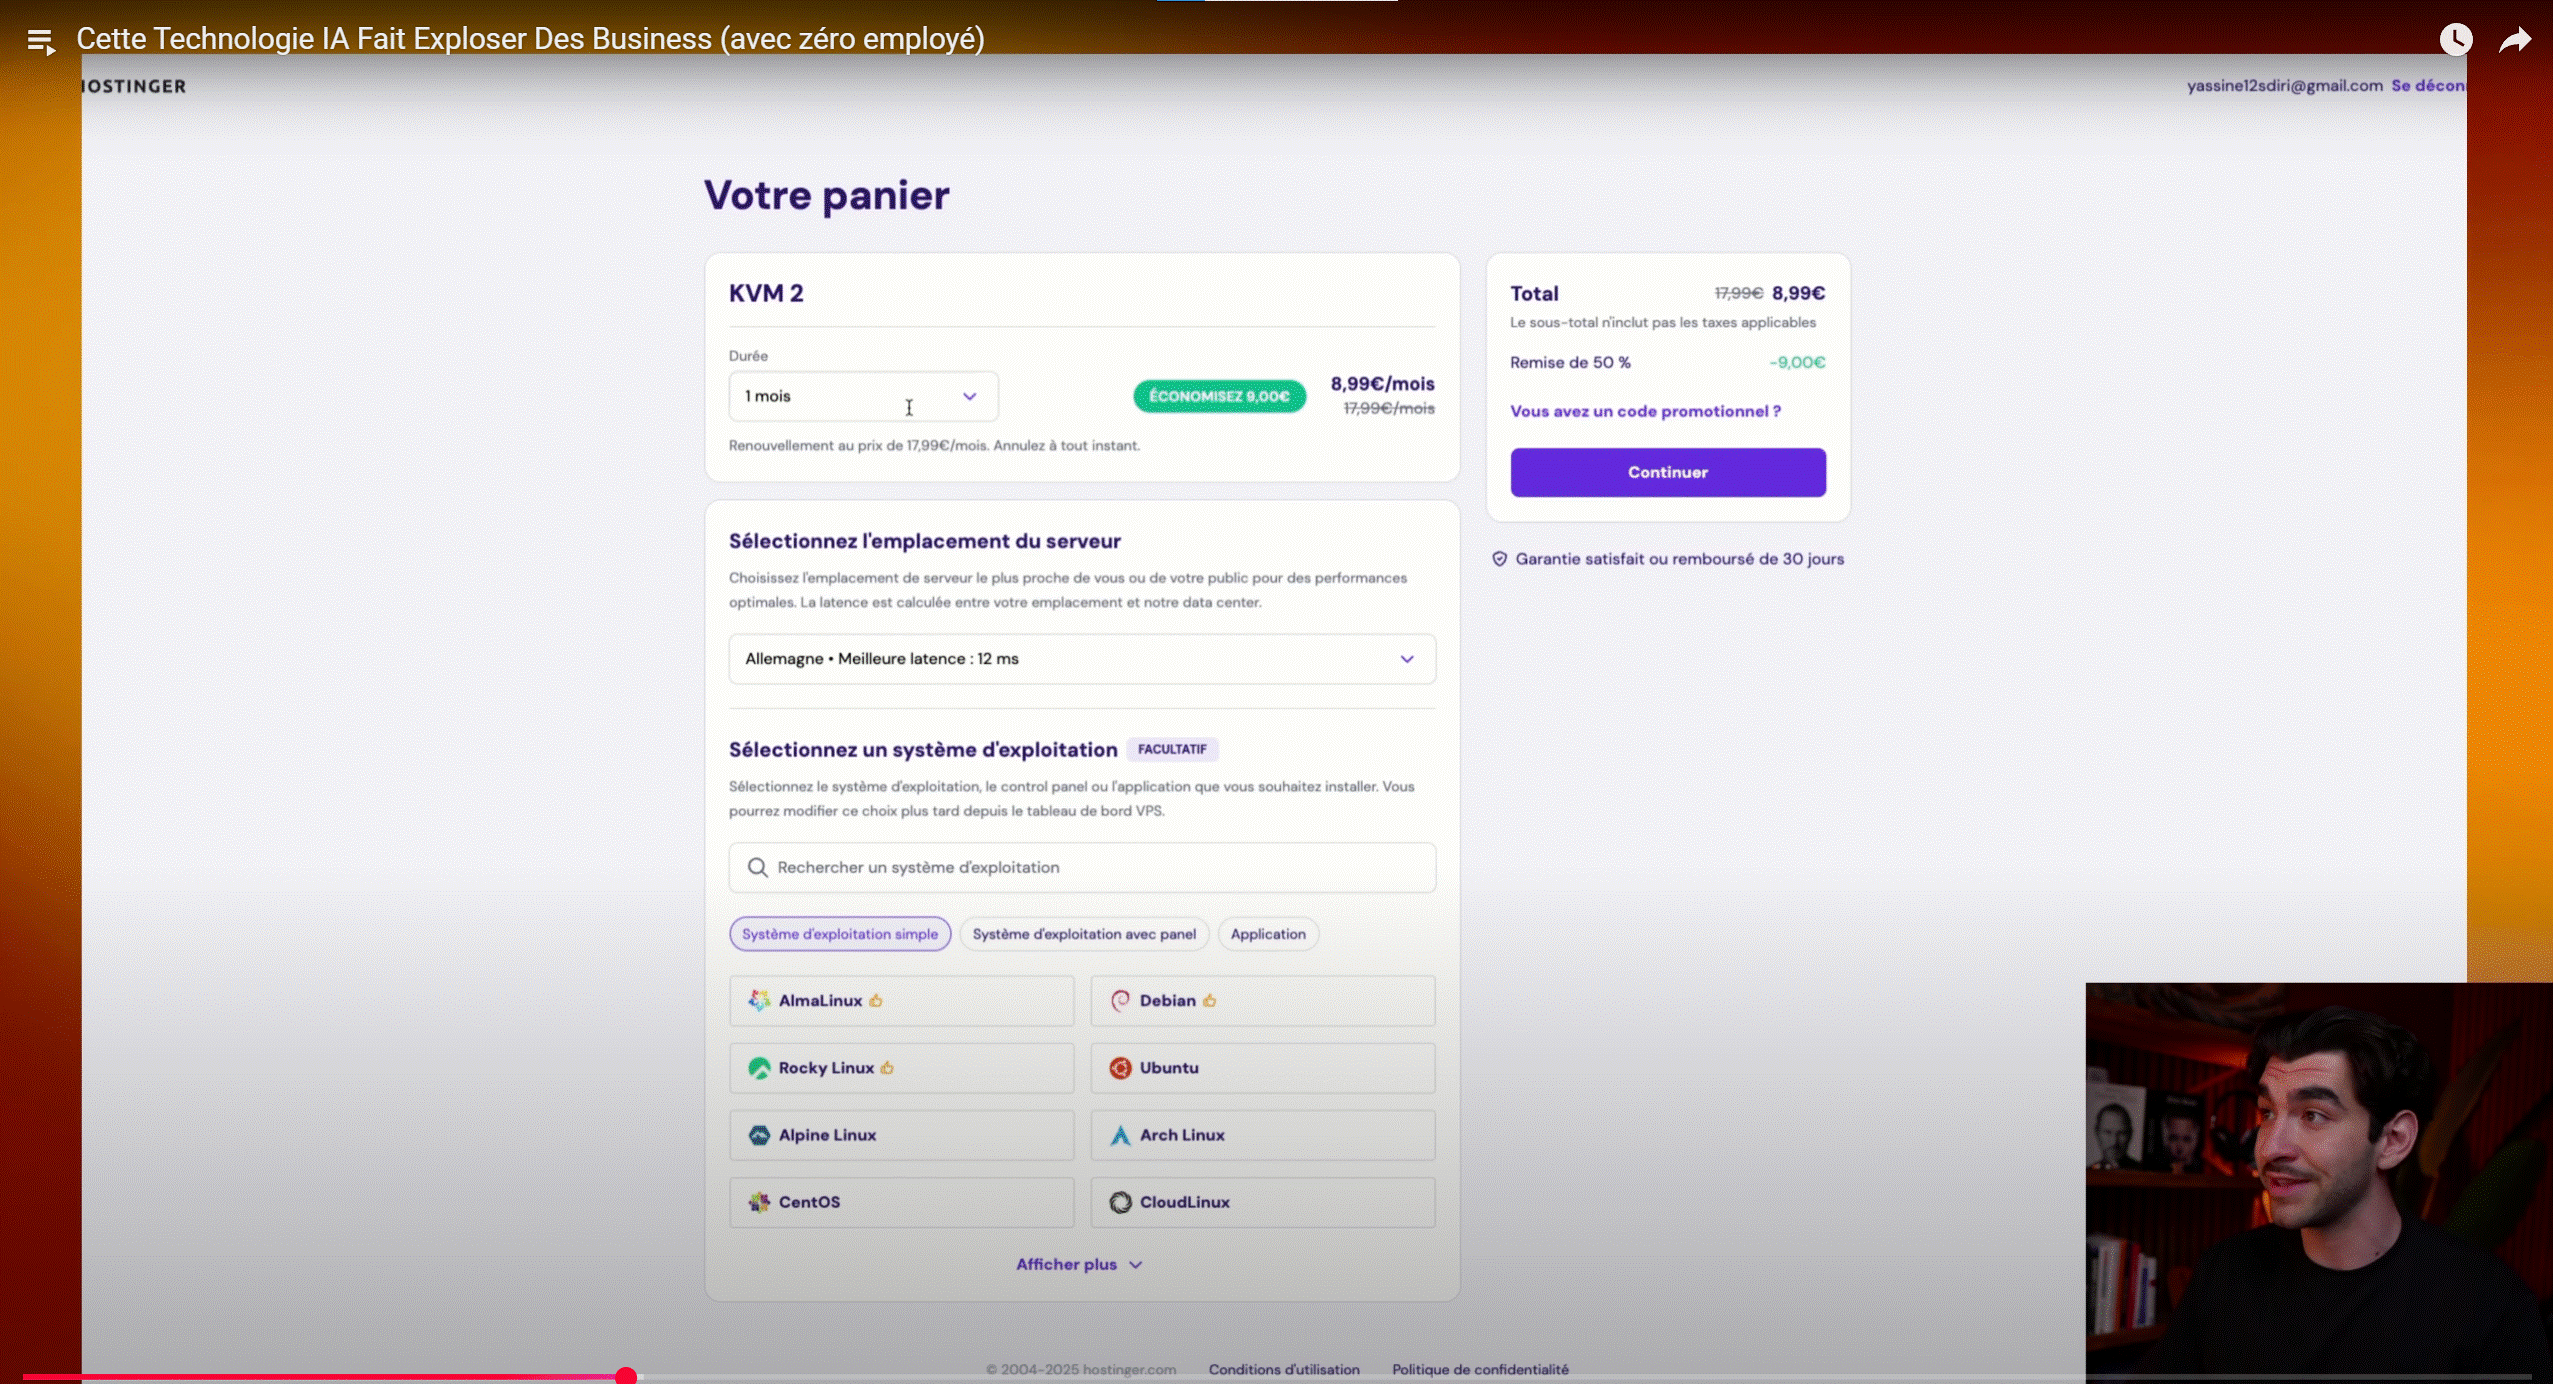 Cette Technologie IA Fait Exploser Des Business (avec zéro employé)
HOSTINGER
yassine12sdiri@gmail.com Se décon
Votre panier
KVM 2
Durée
1 mois
ÉCONOMISEZ 9,00€
8,99€/mois
17,99€/mois
Renouvellement au prix de 17,99€/mois. Annulez à tout instant.
Total 17,99€ 8,99€
Le sous-total n'inclut pas les taxes applicables
Remise de 50 % -9,00€
Vous avez un code promotionnel ?
Continuer
Garantie satisfait ou remboursé de 30 jours
Sélectionnez l'emplacement du serveur
Choisissez l'emplacement de serveur le plus proche de vous ou de votre public pour des performances
optimales. La latence est calculée entre votre emplacement et notre data center.
Allemagne • Meilleure latence : 12 ms
Sélectionnez un système d'exploitation FACULTATIF
Sélectionnez le système d'exploitation, le control panel ou l'application que vous souhaitez installer. Vous
pourrez modifier ce choix plus tard depuis le tableau de bord VPS.
Rechercher un système d'exploitation
Système d'exploitation simple Système d'exploitation avec panel Application
AlmaLinux Debian
Rocky Linux Ubuntu
Alpine Linux Arch Linux
CentOS CloudLinux
Afficher plus
© 2004-2025 hostinger.com Conditions d'utilisation Politique de confidentialité